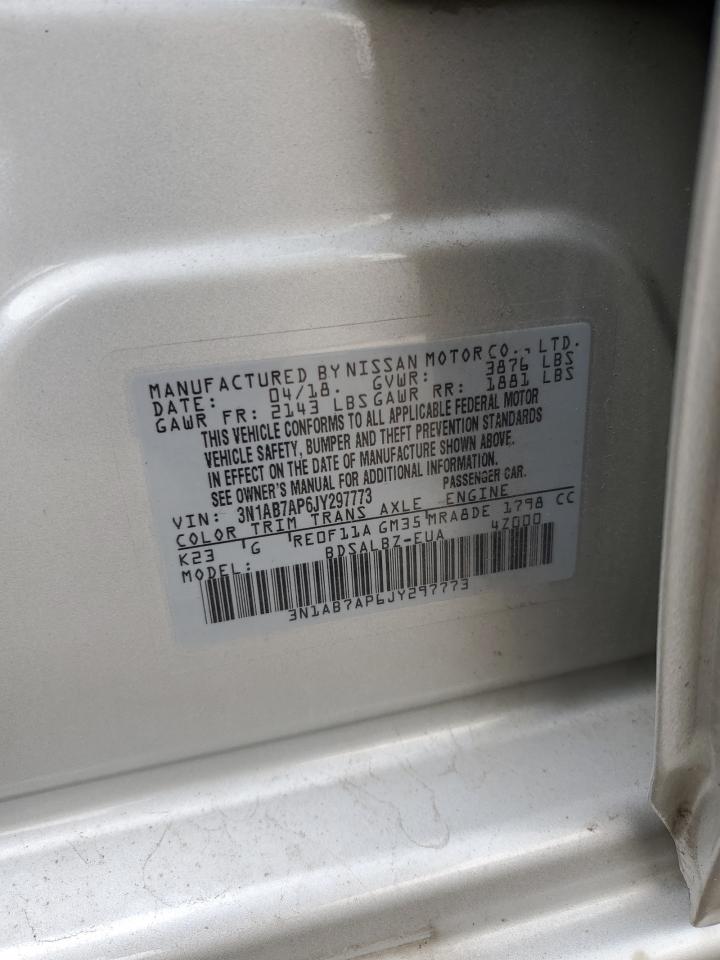 MANUFACTURED BY NISSAN MOTOR CO., LTD.
DATE: 04/18. GVWR: 3876 LBS
GAWR FR: 2143 LBS GAWR RR: 1881 LBS
THIS VEHICLE CONFORMS TO ALL APPLICABLE FEDERAL MOTOR
VEHICLE SAFETY, BUMPER AND THEFT PREVENTION STANDARDS
IN EFFECT ON THE DATE OF MANUFACTURE SHOWN ABOVE.
SEE OWNER'S MANUAL FOR ADDITIONAL INFORMATION.
VIN: 3N1AB7AP6JY297773 PASSENGER CAR.
COLOR TRIM TRANS AXLE ENGINE
K23 G RE0F11A GM35 MRA8DE 1798 CC
MODEL: BDSALBZ-EUA 4Z000
3N1AB7AP6JY297773